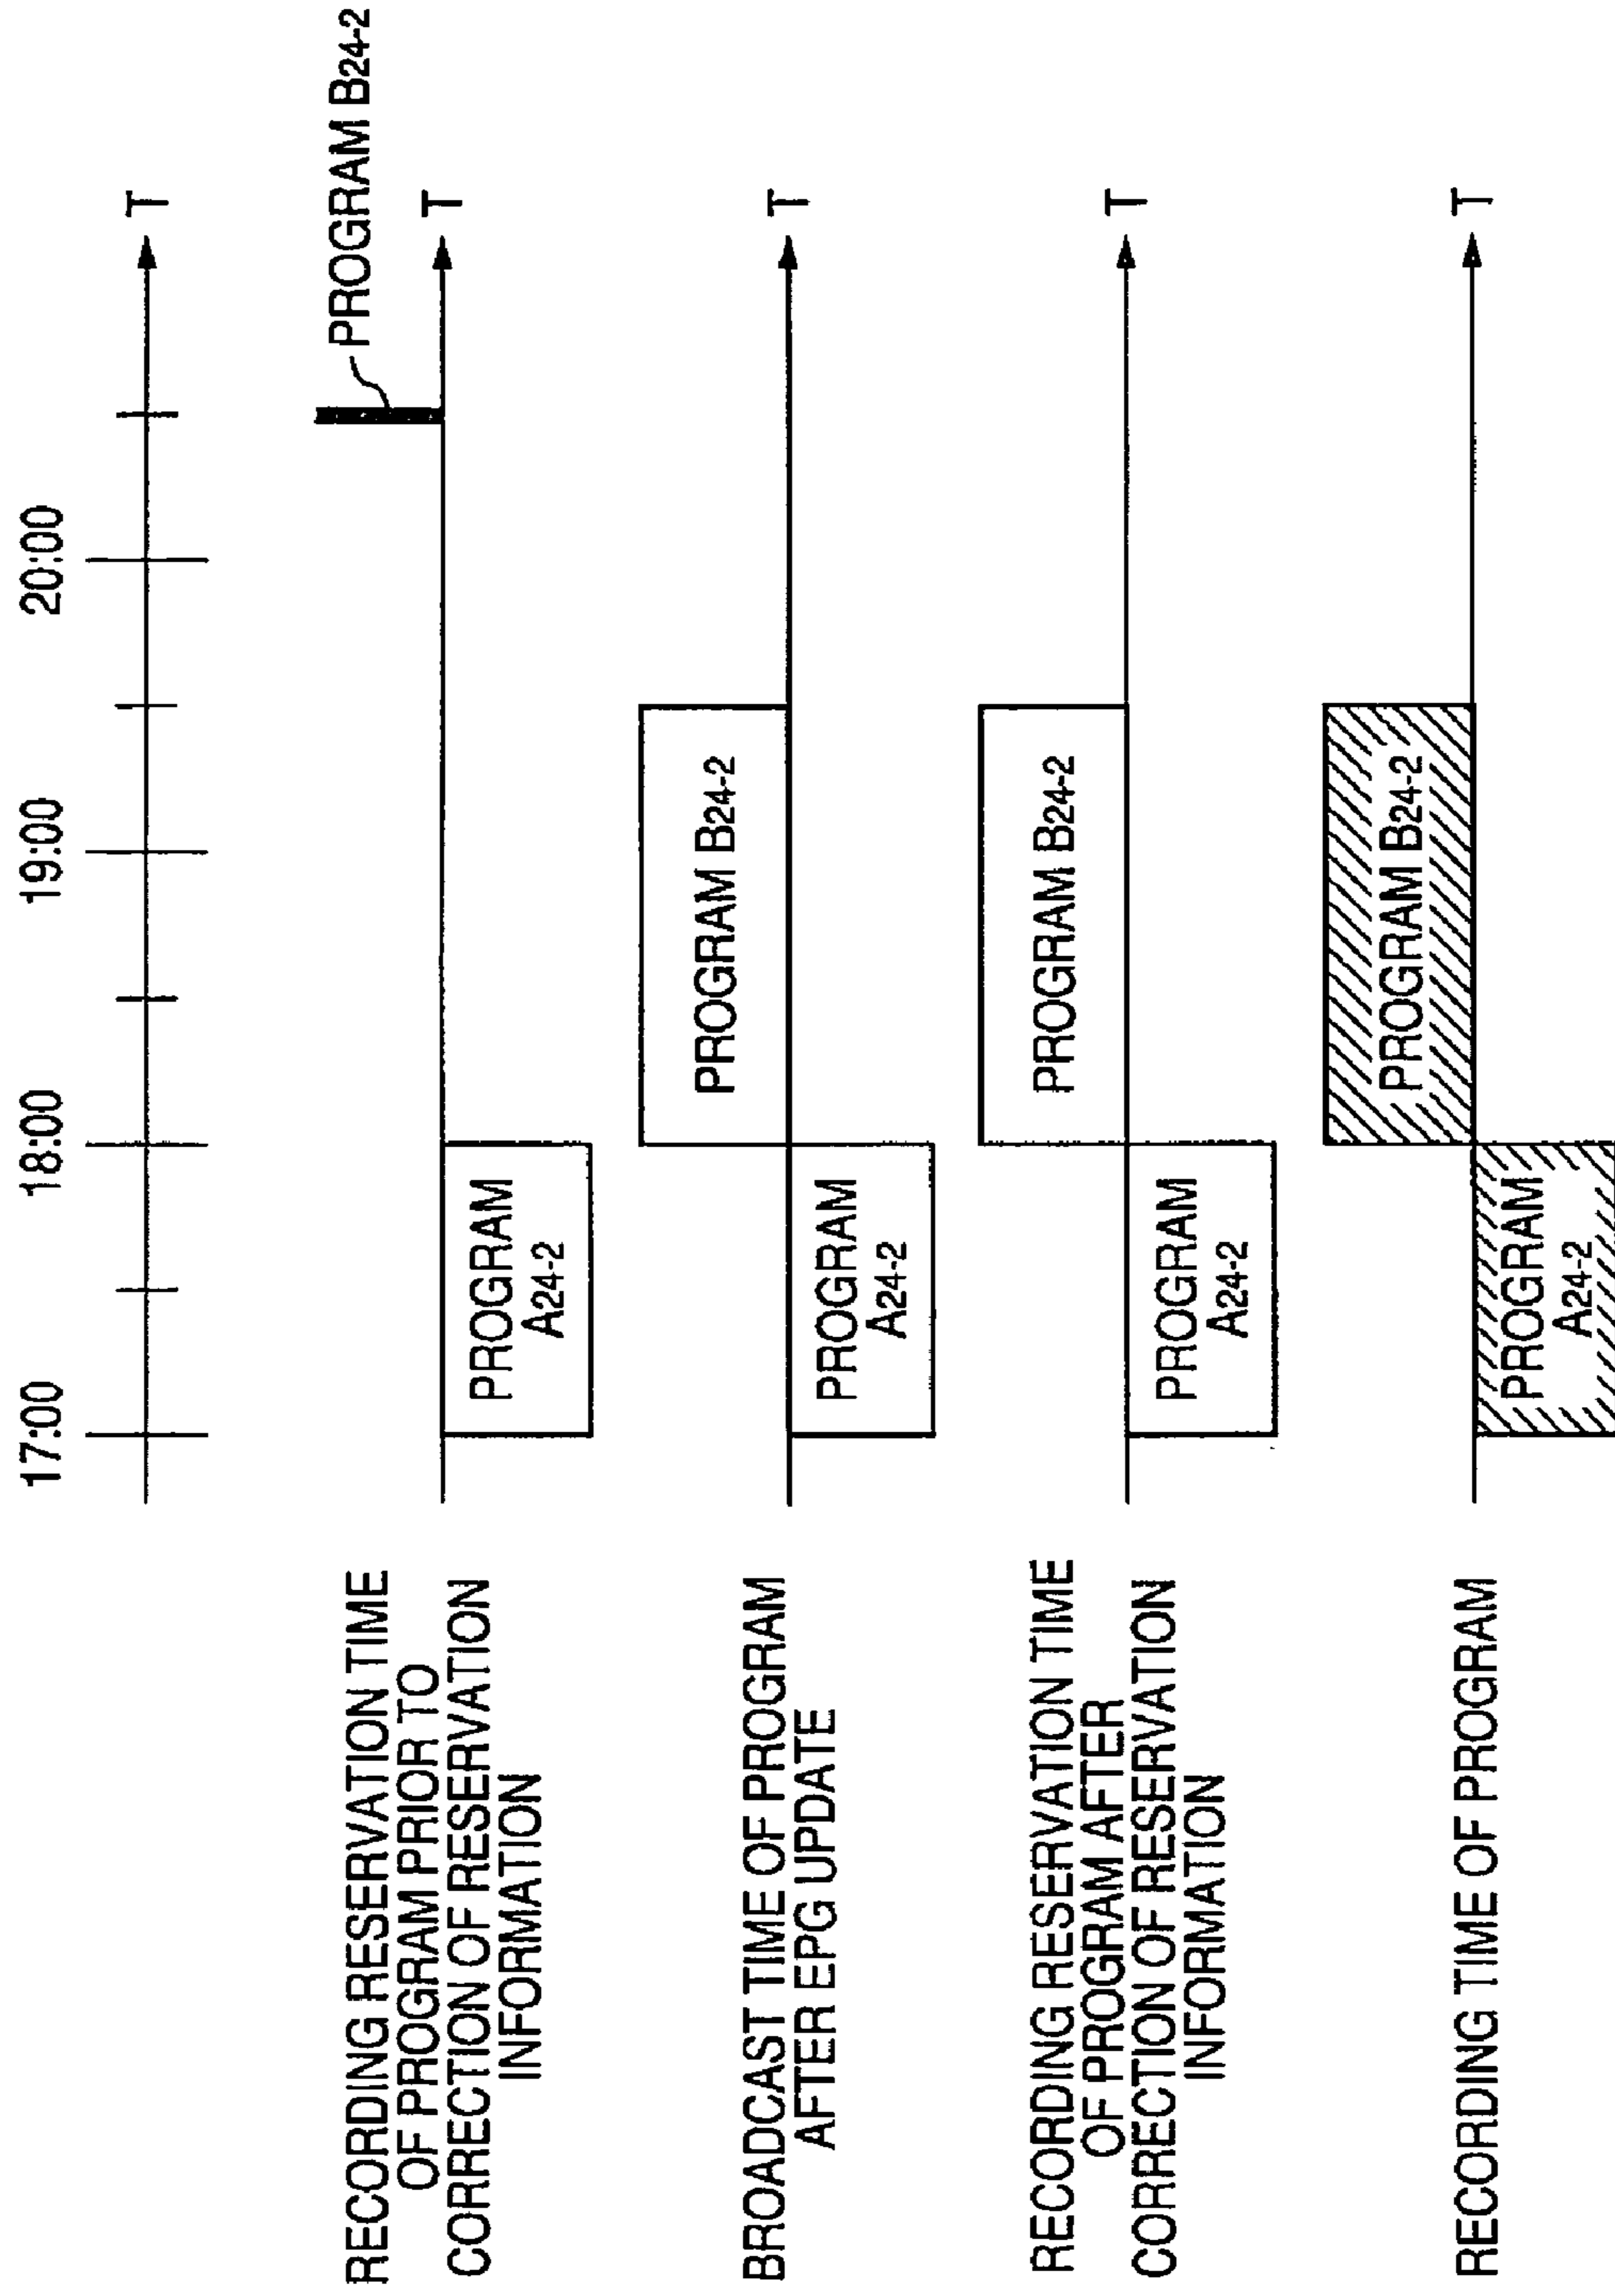 17:00 18:00 19:00 20:00
T
RECORDING RESERVATION TIME
OF PROGRAM PRIOR TO
CORRECTION OF RESERVATION
INFORMATION
PROGRAM
A24-2
PROGRAM B24-2
T
BROADCAST TIME OF PROGRAM
AFTER EPG UPDATE
PROGRAM
A24-2
PROGRAM B24-2
T
RECORDING RESERVATION TIME
OF PROGRAM AFTER
CORRECTION OF RESERVATION
INFORMATION
PROGRAM
A24-2
PROGRAM B24-2
T
RECORDING TIME OF PROGRAM
PROGRAM
A24-2
PROGRAM B24-2
T